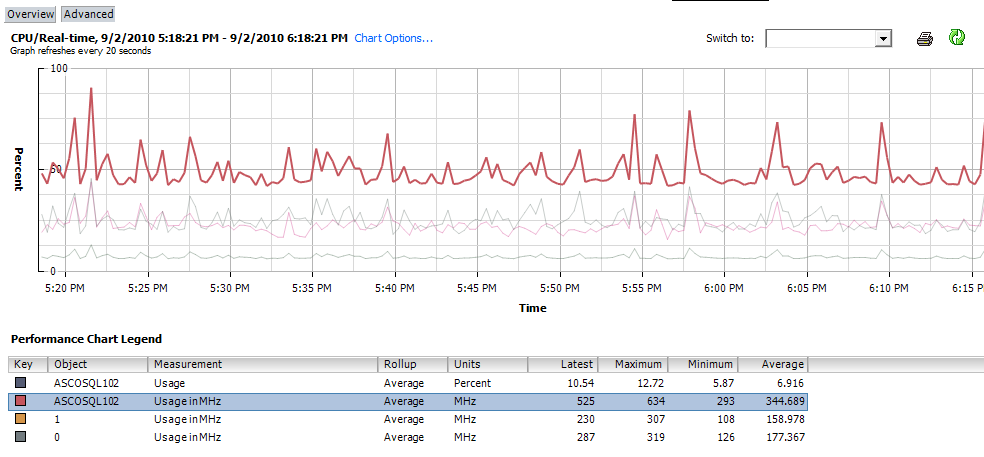 Overview Advanced
CPU/Real-time, 9/2/2010 5:18:21 PM - 9/2/2010 6:18:21 PM Chart Options... Switch to:
Graph refreshes every 20 seconds
100
50
0
Percent
5:20 PM 5:25 PM 5:30 PM 5:35 PM 5:40 PM 5:45 PM 5:50 PM 5:55 PM 6:00 PM 6:05 PM 6:10 PM 6:15 P
Time
Performance Chart Legend
Key Object Measurement Rollup Units Latest Maximum Minimum Average
ASCOSQL102 Usage Average Percent 10.54 12.72 5.87 6.916
ASCOSQL102 Usage in MHz Average MHz 525 634 293 344.689
1 Usage in MHz Average MHz 230 307 108 158.978
0 Usage in MHz Average MHz 287 319 126 177.367